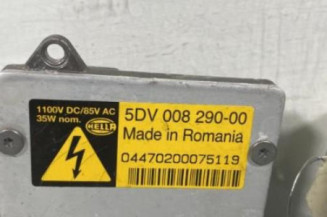 1100V DC/85V AC
35W nom.
HELLA
5DV 008 290-00
Made in Romania
04470200075119